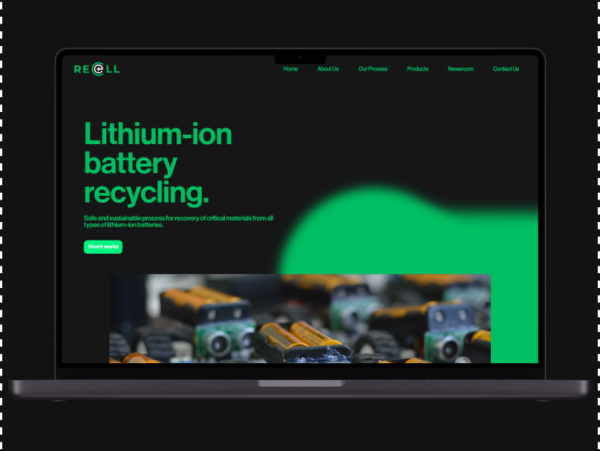 RECLL
Home About Us Our Process Products Newsroom Contact Us
Lithium-ion
battery
recycling.
Safe and sustainable process for recovery of critical materials from all
types of lithium-ion batteries.
How it works